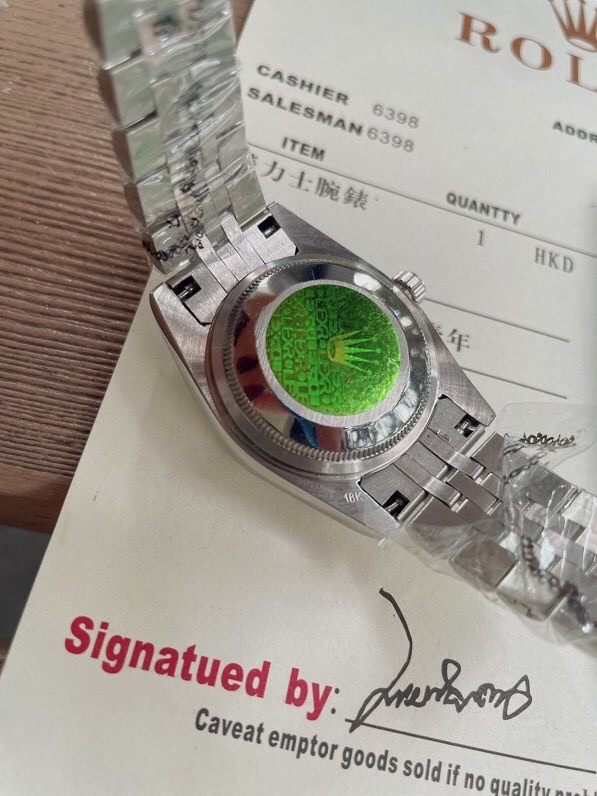 ROL
CASHIER 6398
SALESMAN 6398
ADDR
ITEM
力士腕錶
QUANTTY
1 HKD
年
18K
Signatued by:
Caveat emptor goods sold if no quality